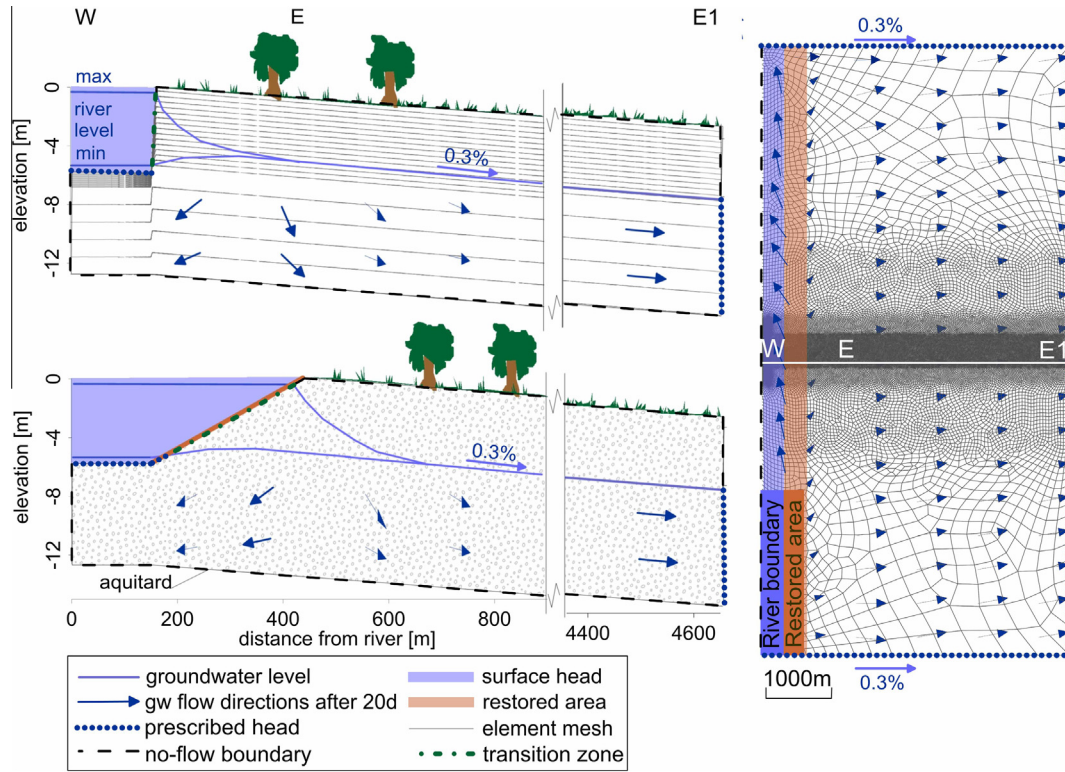 W
E
E1
0.3%
max
river
level
min
0
4
-8
-12
elevation [m]
0.3%
0
-4
-8
-12
elevation [m]
0.3%
aquitard
0
200
400
600
800
4400
4660
distance from river [m]
W
E
E1
River boundary
Restored area
1000m
0.3%
groundwater level
gw flow directions after 20d
prescribed head
no-flow boundary
surface head
restored area
element mesh
transition zone